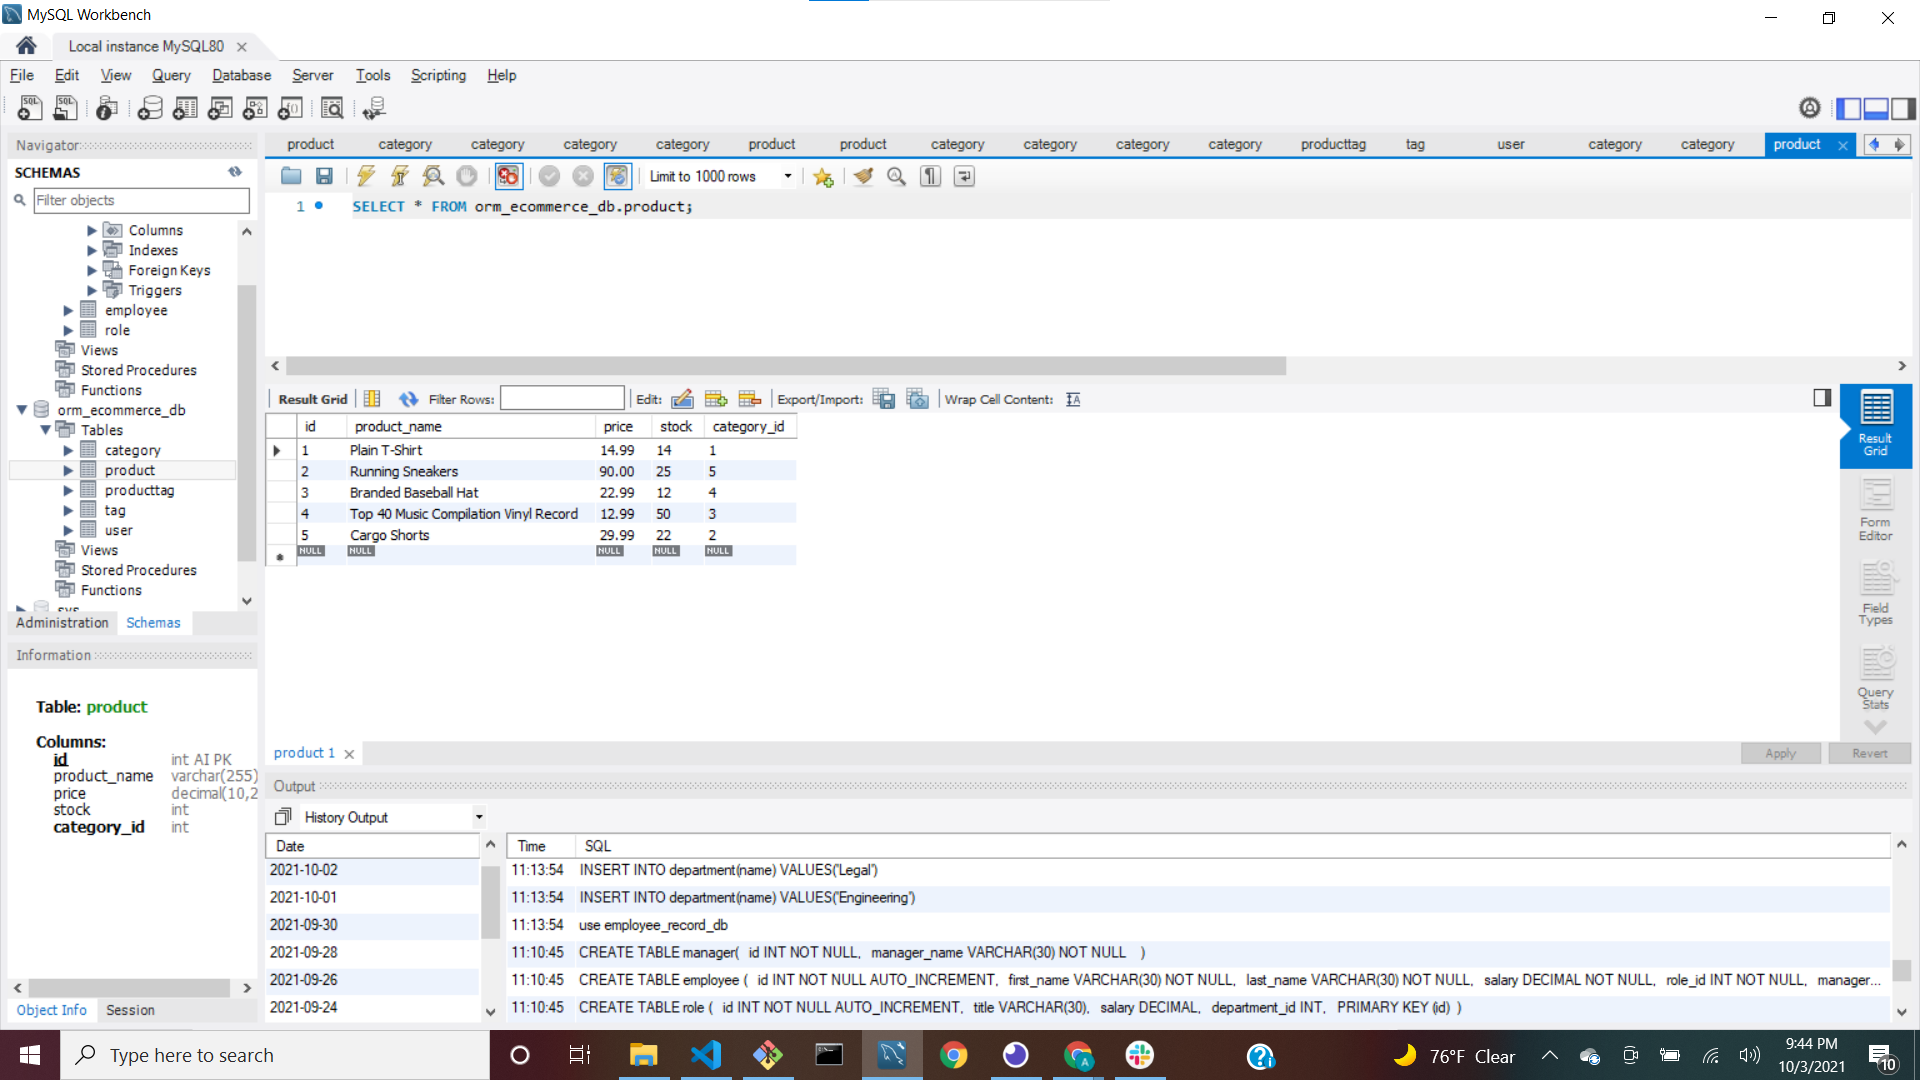 MySQL Workbench
Local instance MySQL80
File Edit View Query Database Server Tools Scripting Help
Navigator
SCHEMAS
Filter objects
Columns
Indexes
Foreign Keys
Triggers
employee
role
Views
Stored Procedures
Functions
orm_ecommerce_db
Tables
category
product
producttag
tag
user
Views
Stored Procedures
Functions
sys
Administration Schemas
Information
Table: product
Columns:
id int AI PK
product_name varchar(255)
price decimal(10,2
stock int
category_id int
Object Info Session
product category category category category product product category category category category producttag tag user category category product
Limit to 1000 rows
1 SELECT * FROM orm_ecommerce_db.product;
Result Grid Filter Rows: Edit: Export/Import: Wrap Cell Content:
id product_name price stock category_id
1 Plain T-Shirt 14.99 14 1
2 Running Sneakers 90.00 25 5
3 Branded Baseball Hat 22.99 12 4
4 Top 40 Music Compilation Vinyl Record 12.99 50 3
5 Cargo Shorts 29.99 22 2
NULL NULL NULL NULL NULL
Result Grid
Form Editor
Field Types
Query Stats
product 1 Apply Revert
Output
History Output
Date Time SQL
2021-10-02 11:13:54 INSERT INTO department(name) VALUES('Legal')
2021-10-01 11:13:54 INSERT INTO department(name) VALUES('Engineering')
2021-09-30 11:13:54 use employee_record_db
2021-09-28 11:10:45 CREATE TABLE manager( id INT NOT NULL, manager_name VARCHAR(30) NOT NULL )
2021-09-26 11:10:45 CREATE TABLE employee ( id INT NOT NULL AUTO_INCREMENT, first_name VARCHAR(30) NOT NULL, last_name VARCHAR(30) NOT NULL, salary DECIMAL NOT NULL, role_id INT NOT NULL, manager...
2021-09-24 11:10:45 CREATE TABLE role ( id INT NOT NULL AUTO_INCREMENT, title VARCHAR(30), salary DECIMAL, department_id INT, PRIMARY KEY (id) )
Type here to search
76°F Clear
9:44 PM
10/3/2021
10